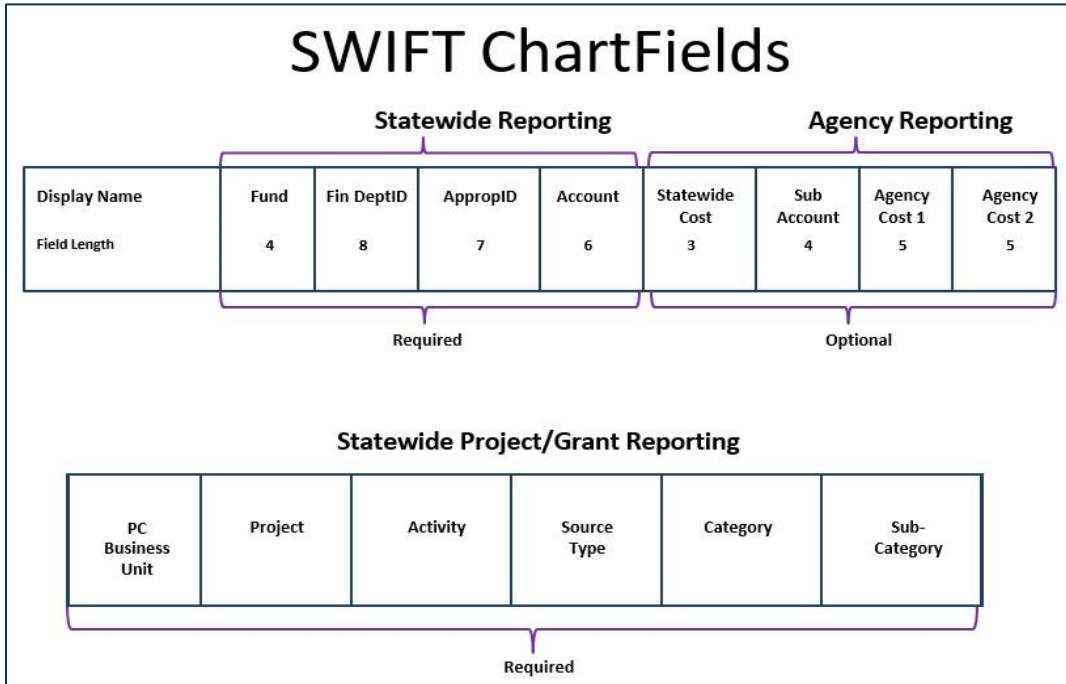 SWIFT ChartFields
Statewide Reporting Agency Reporting
Display Name Fund Fin DeptID AppropID Account Statewide Cost Sub Account Agency Cost 1 Agency Cost 2
Field Length 4 8 7 6 3 4 5 5
Required Optional
Statewide Project/Grant Reporting
PC Business Unit Project Activity Source Type Category Sub-Category
Required